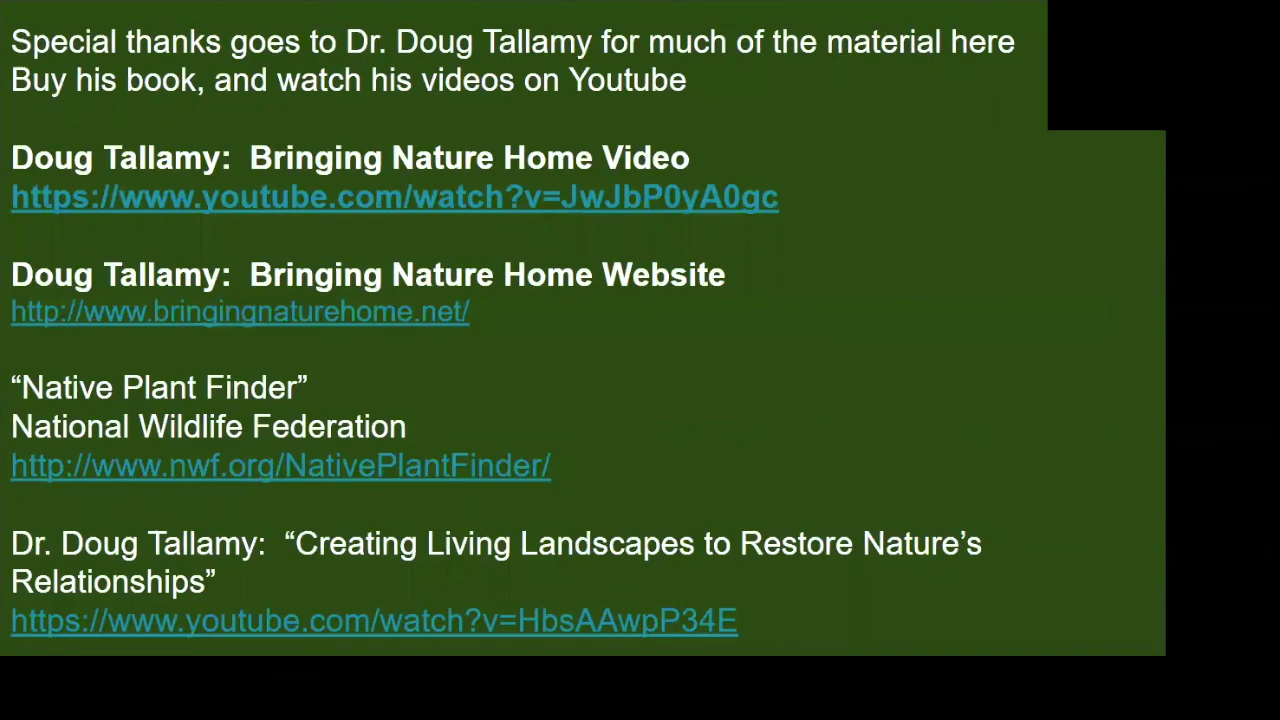 Special thanks goes to Dr. Doug Tallamy for much of the material here
Buy his book, and watch his videos on Youtube
Doug Tallamy:  Bringing Nature Home Video
https://www.youtube.com/watch?v=JwJbP0yA0gc
Doug Tallamy:  Bringing Nature Home Website
http://www.bringingnaturehome.net/
“Native Plant Finder”
National Wildlife Federation
http://www.nwf.org/NativePlantFinder/
Dr. Doug Tallamy:  “Creating Living Landscapes to Restore Nature’s
Relationships”
https://www.youtube.com/watch?v=HbsAAwpP34E